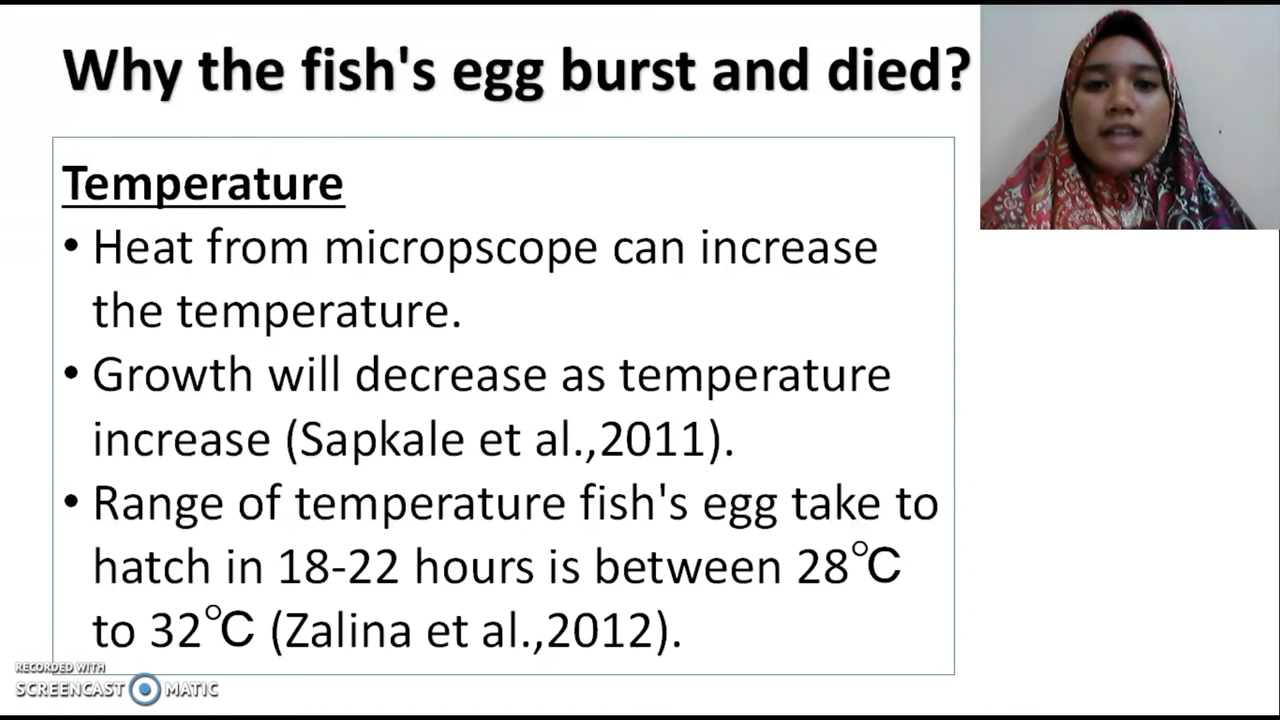 Why the fish's egg burst and died?
Temperature
• Heat from micropscope can increase
the temperature.
• Growth will decrease as temperature
increase (Sapkale et al.,2011).
• Range of temperature fish's egg take to
hatch in 18-22 hours is between 28℃
to 32℃ (Zalina et al.,2012).
RECORDED WITH
SCREENCAST MATIC